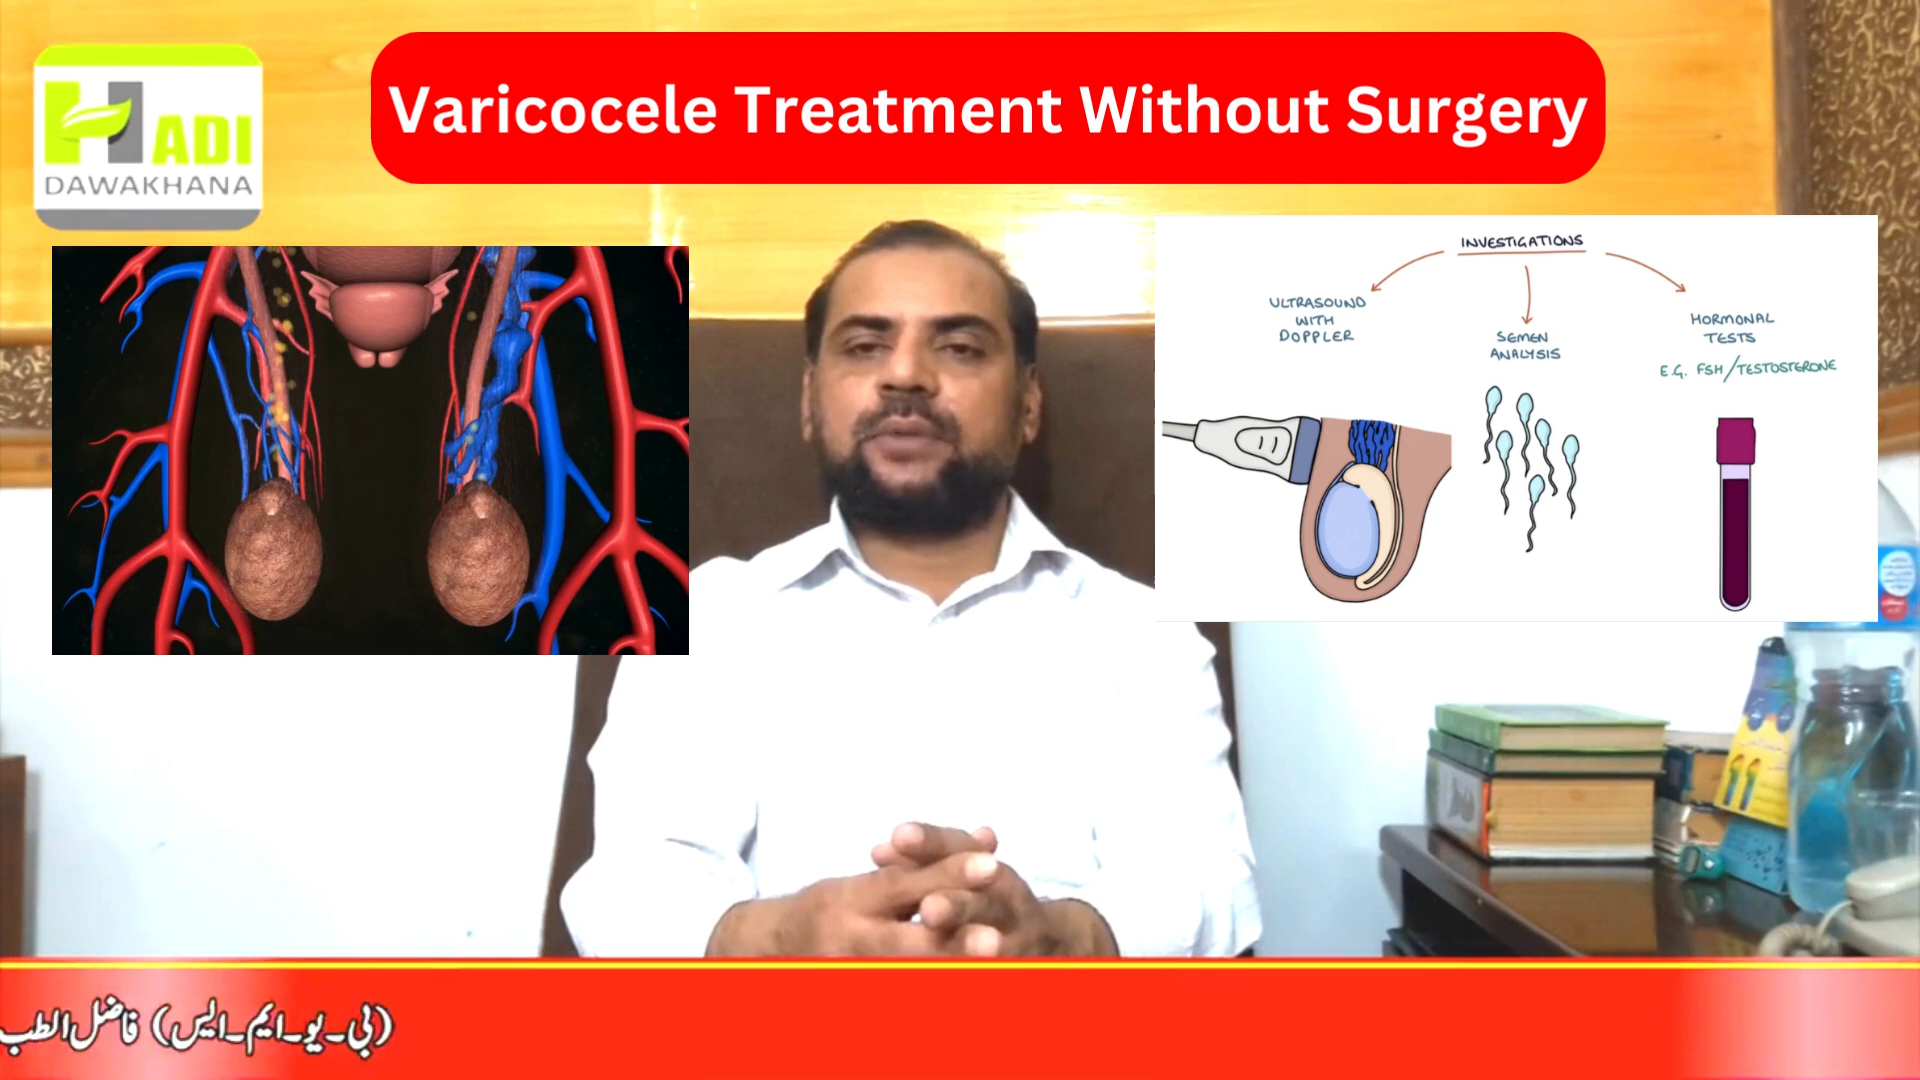 HADI
DAWAKHANA
Varicocele Treatment Without Surgery
INVESTIGATIONS
ULTRASOUND
WITH
DOPPLER
SEMEN
ANALYSIS
HORMONAL
TESTS
E.G. FSH/TESTOSTERONE
(بی۔یو۔ایم۔ایس) فاضل الطب